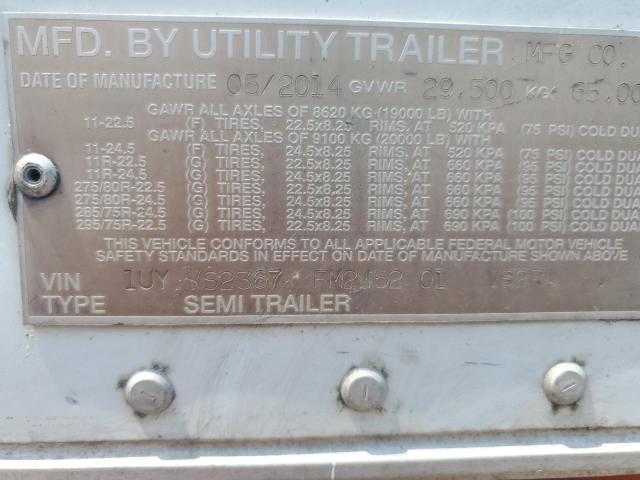 MFD. BY UTILITY TRAILER MFG CO.
DATE OF MANUFACTURE 05/2014 GVWR 29.500 KG 65.00
GAWR ALL AXLES OF 8620 KG (19000 LB) WITH
11-22.5 (F) TIRES, 22.5x8.25 RIMS, AT 520 KPA (75 PSI) COLD DUA
GAWR ALL AXLES OF 9100 KG (20000 LB) WITH
11-24.5 (F) TIRES, 24.5x8.25 RIMS, AT 520 KPA (75 PSI) COLD DUA
11R-22.5 (G) TIRES, 22.5x8.25 RIMS, AT 660 KPA (95 PSI) COLD DUA
11R-24.5 (G) TIRES, 24.5x8.25 RIMS, AT 660 KPA (95 PSI) COLD DUA
275/80R-22.5 (G) TIRES, 22.5x8.25 RIMS, AT 660 KPA (95 PSI) COLD DUA
275/80R-24.5 (G) TIRES, 24.5x8.25 RIMS, AT 660 KPA (95 PSI) COLD DUA
285/75R-24.5 (G) TIRES, 24.5x8.25 RIMS, AT 690 KPA (100 PSI) COLD DUA
295/75R-22.5 (G) TIRES, 22.5x8.25 RIMS, AT 690 KPA (100 PSI) COLD DUA
THIS VEHICLE CONFORMS TO ALL APPLICABLE FEDERAL MOTOR VEHICLE
SAFETY STANDARDS IN EFFECT ON DATE OF MANUFACTURE SHOWN ABOVE
VIN 1UY VS2367 01
TYPE SEMI TRAILER